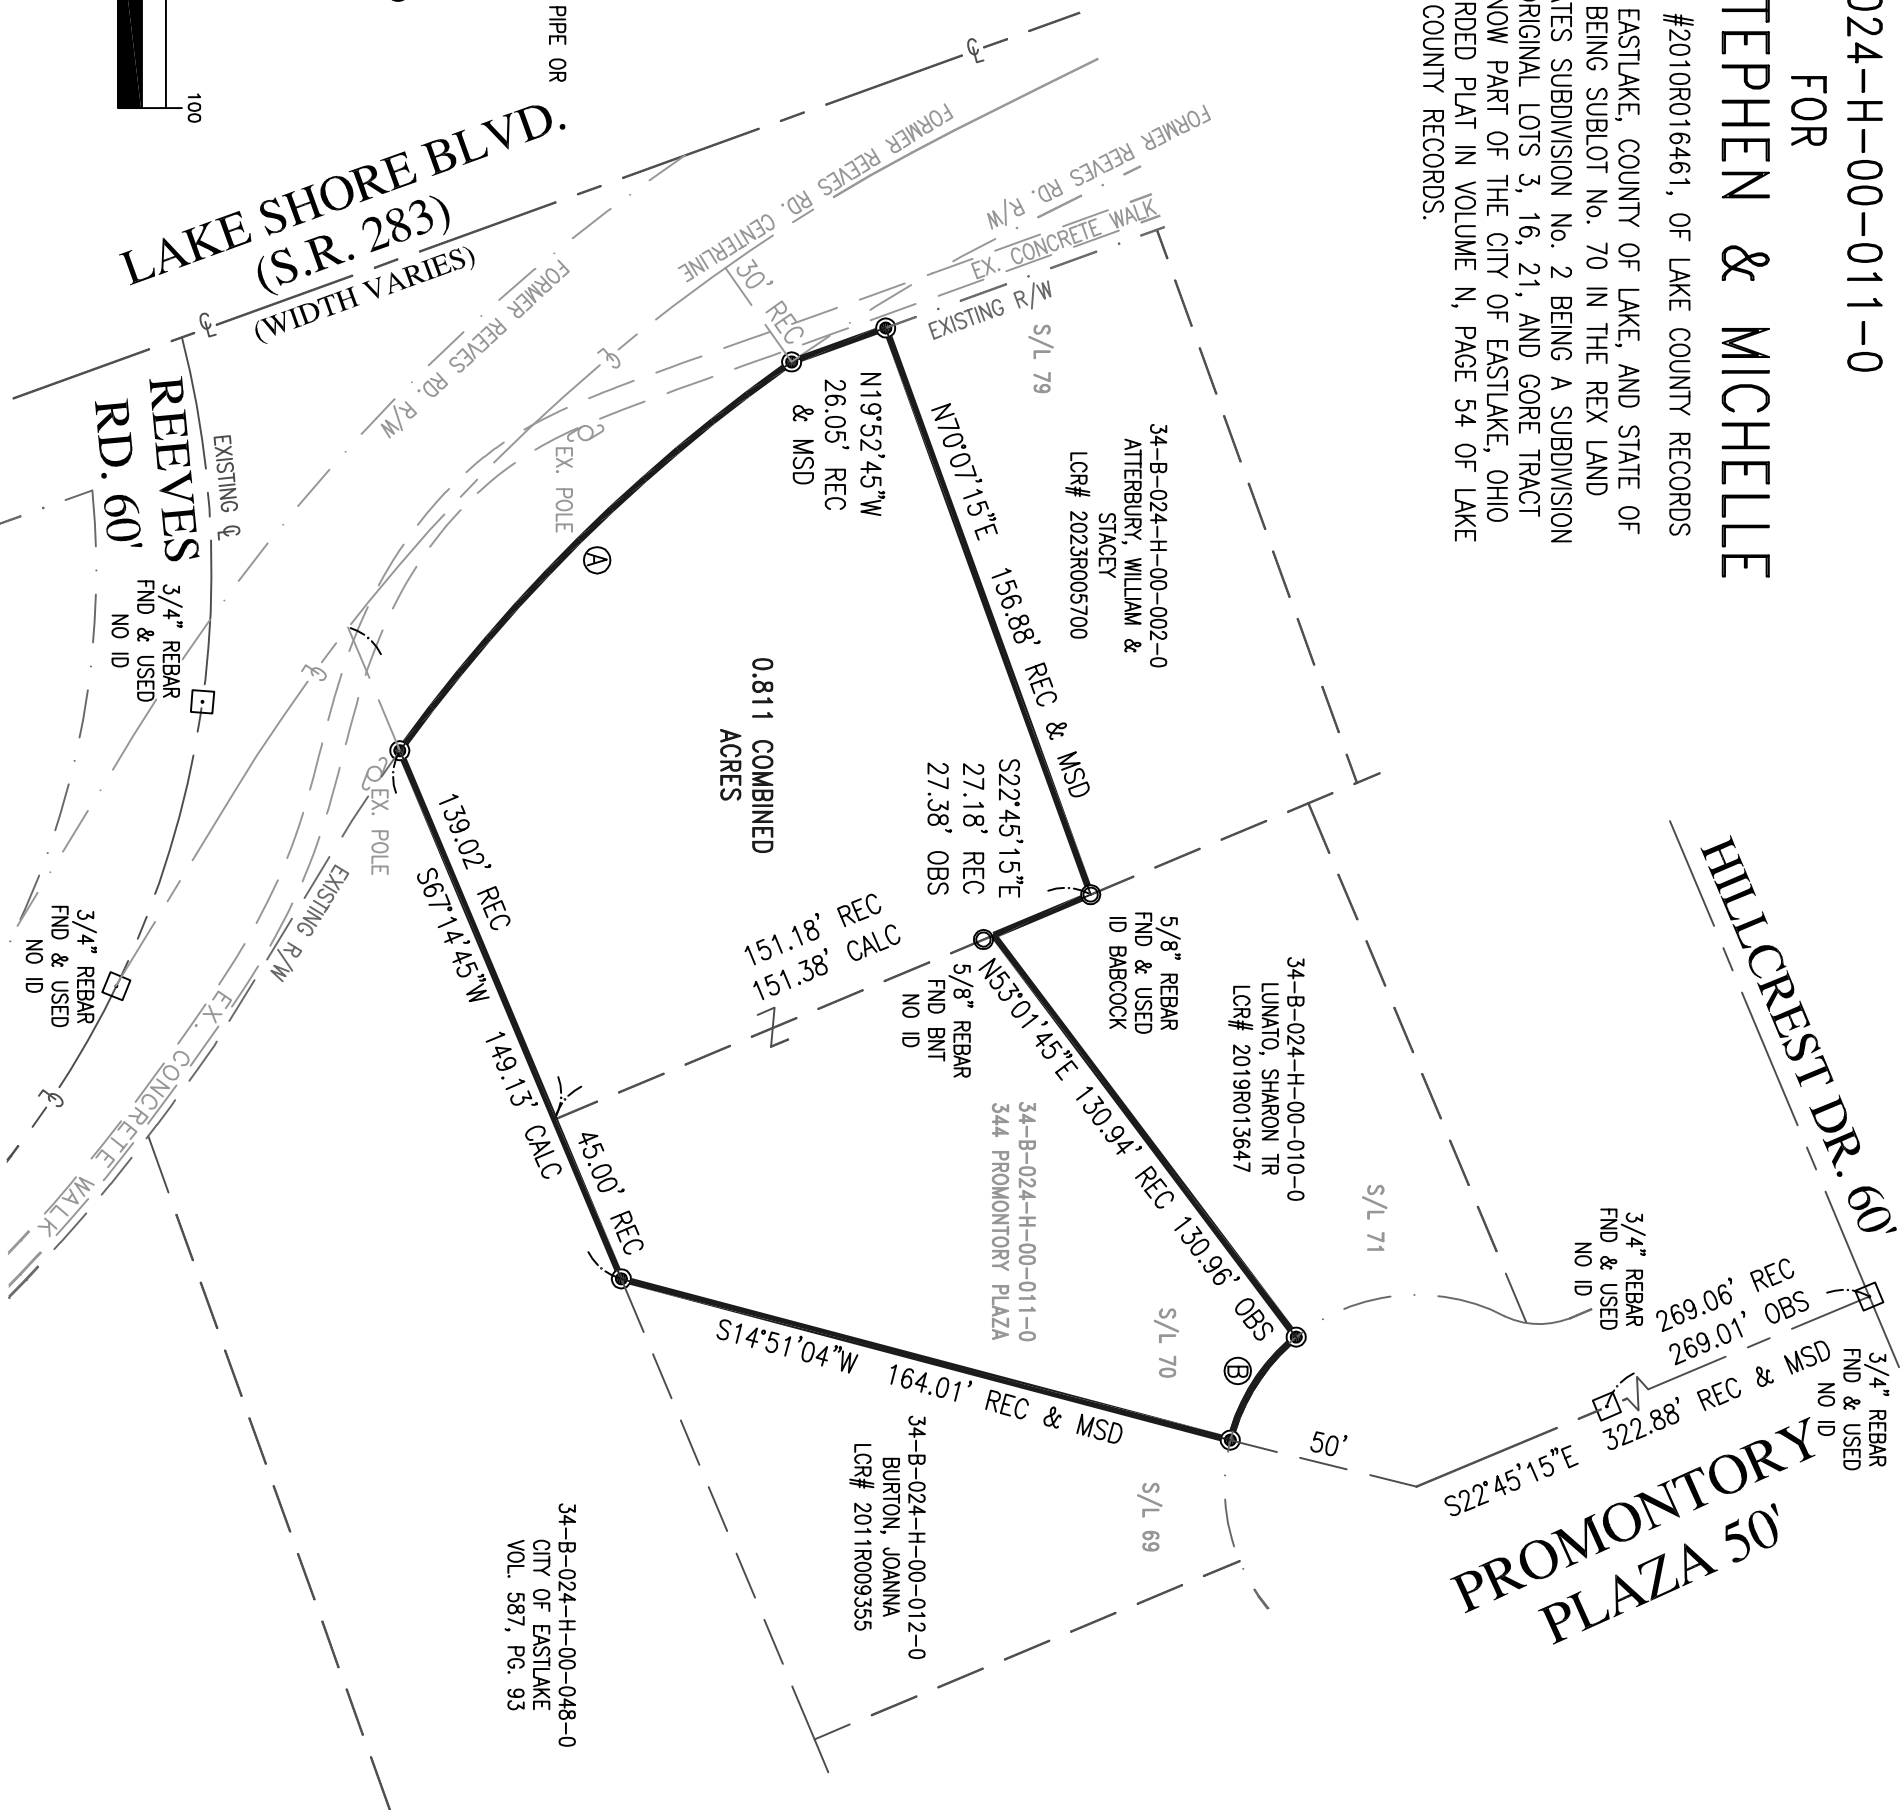 024-H-00-011-0
FOR
TEPHEN & MICHELLE
#2010R016461, OF LAKE COUNTY RECORDS
EASTLAKE, COUNTY OF LAKE, AND STATE OF
BEING SUBLOT No. 70 IN THE REX LAND
ATES SUBDIVISION No. 2 BEING A SUBDIVISION
ORIGINAL LOTS 3, 16, 21, AND GORE TRACT
NOW PART OF THE CITY OF EASTLAKE, OHIO
RDED PLAT IN VOLUME N, PAGE 54 OF LAKE
COUNTY RECORDS.
PIPE OR
100
LAKE SHORE BLVD.
(S.R. 283)
(WIDTH VARIES)
FORMER REEVES RD. CENTERLINE
FORMER REEVES RD. R/W
EX. CONCRETE WALK
EXISTING R/W
30' REC
FORMER REEVES RD. R/W
S/L 79
34-B-024-H-00-002-0
ATTERBURY, WILLIAM &
STACEY
LCR# 2023R005700
N19°52'45"W
26.05' REC
& MSD
N70°07'15"E 156.88' REC & MSD
EX. POLE
A
REEVES
RD. 60'
EXISTING ℄
3/4" REBAR
FND & USED
NO ID
0.811 COMBINED
ACRES
S22°45'15"E
27.18' REC
27.38' OBS
5/8" REBAR
FND & USED
ID BABCOCK
5/8" REBAR
FND BNT
NO ID
151.18' REC
151.38' CALC
EX. POLE
EXISTING R/W
139.02' REC
S67°14'45"W 149.13' CALC
45.00' REC
3/4" REBAR
FND & USED
NO ID
EX. CONCRETE WALK
N53°01'45"E 130.94' REC 130.96' OBS
34-B-024-H-00-010-0
LUNATO, SHARON TR
LCR# 2019R013647
34-B-024-H-00-011-0
344 PROMONTORY PLAZA
S/L 71
S/L 70
B
HILLCREST DR. 60'
3/4" REBAR
FND & USED
NO ID
269.06' REC
269.01' OBS
3/4" REBAR
FND & USED
NO ID
S22°45'15"E 322.88' REC & MSD
PROMONTORY
PLAZA 50'
50'
S14°51'04"W 164.01' REC & MSD
S/L 69
34-B-024-H-00-012-0
BURTON, JOANNA
LCR# 2011R009355
34-B-024-H-00-048-0
CITY OF EASTLAKE
VOL. 587, PG. 93